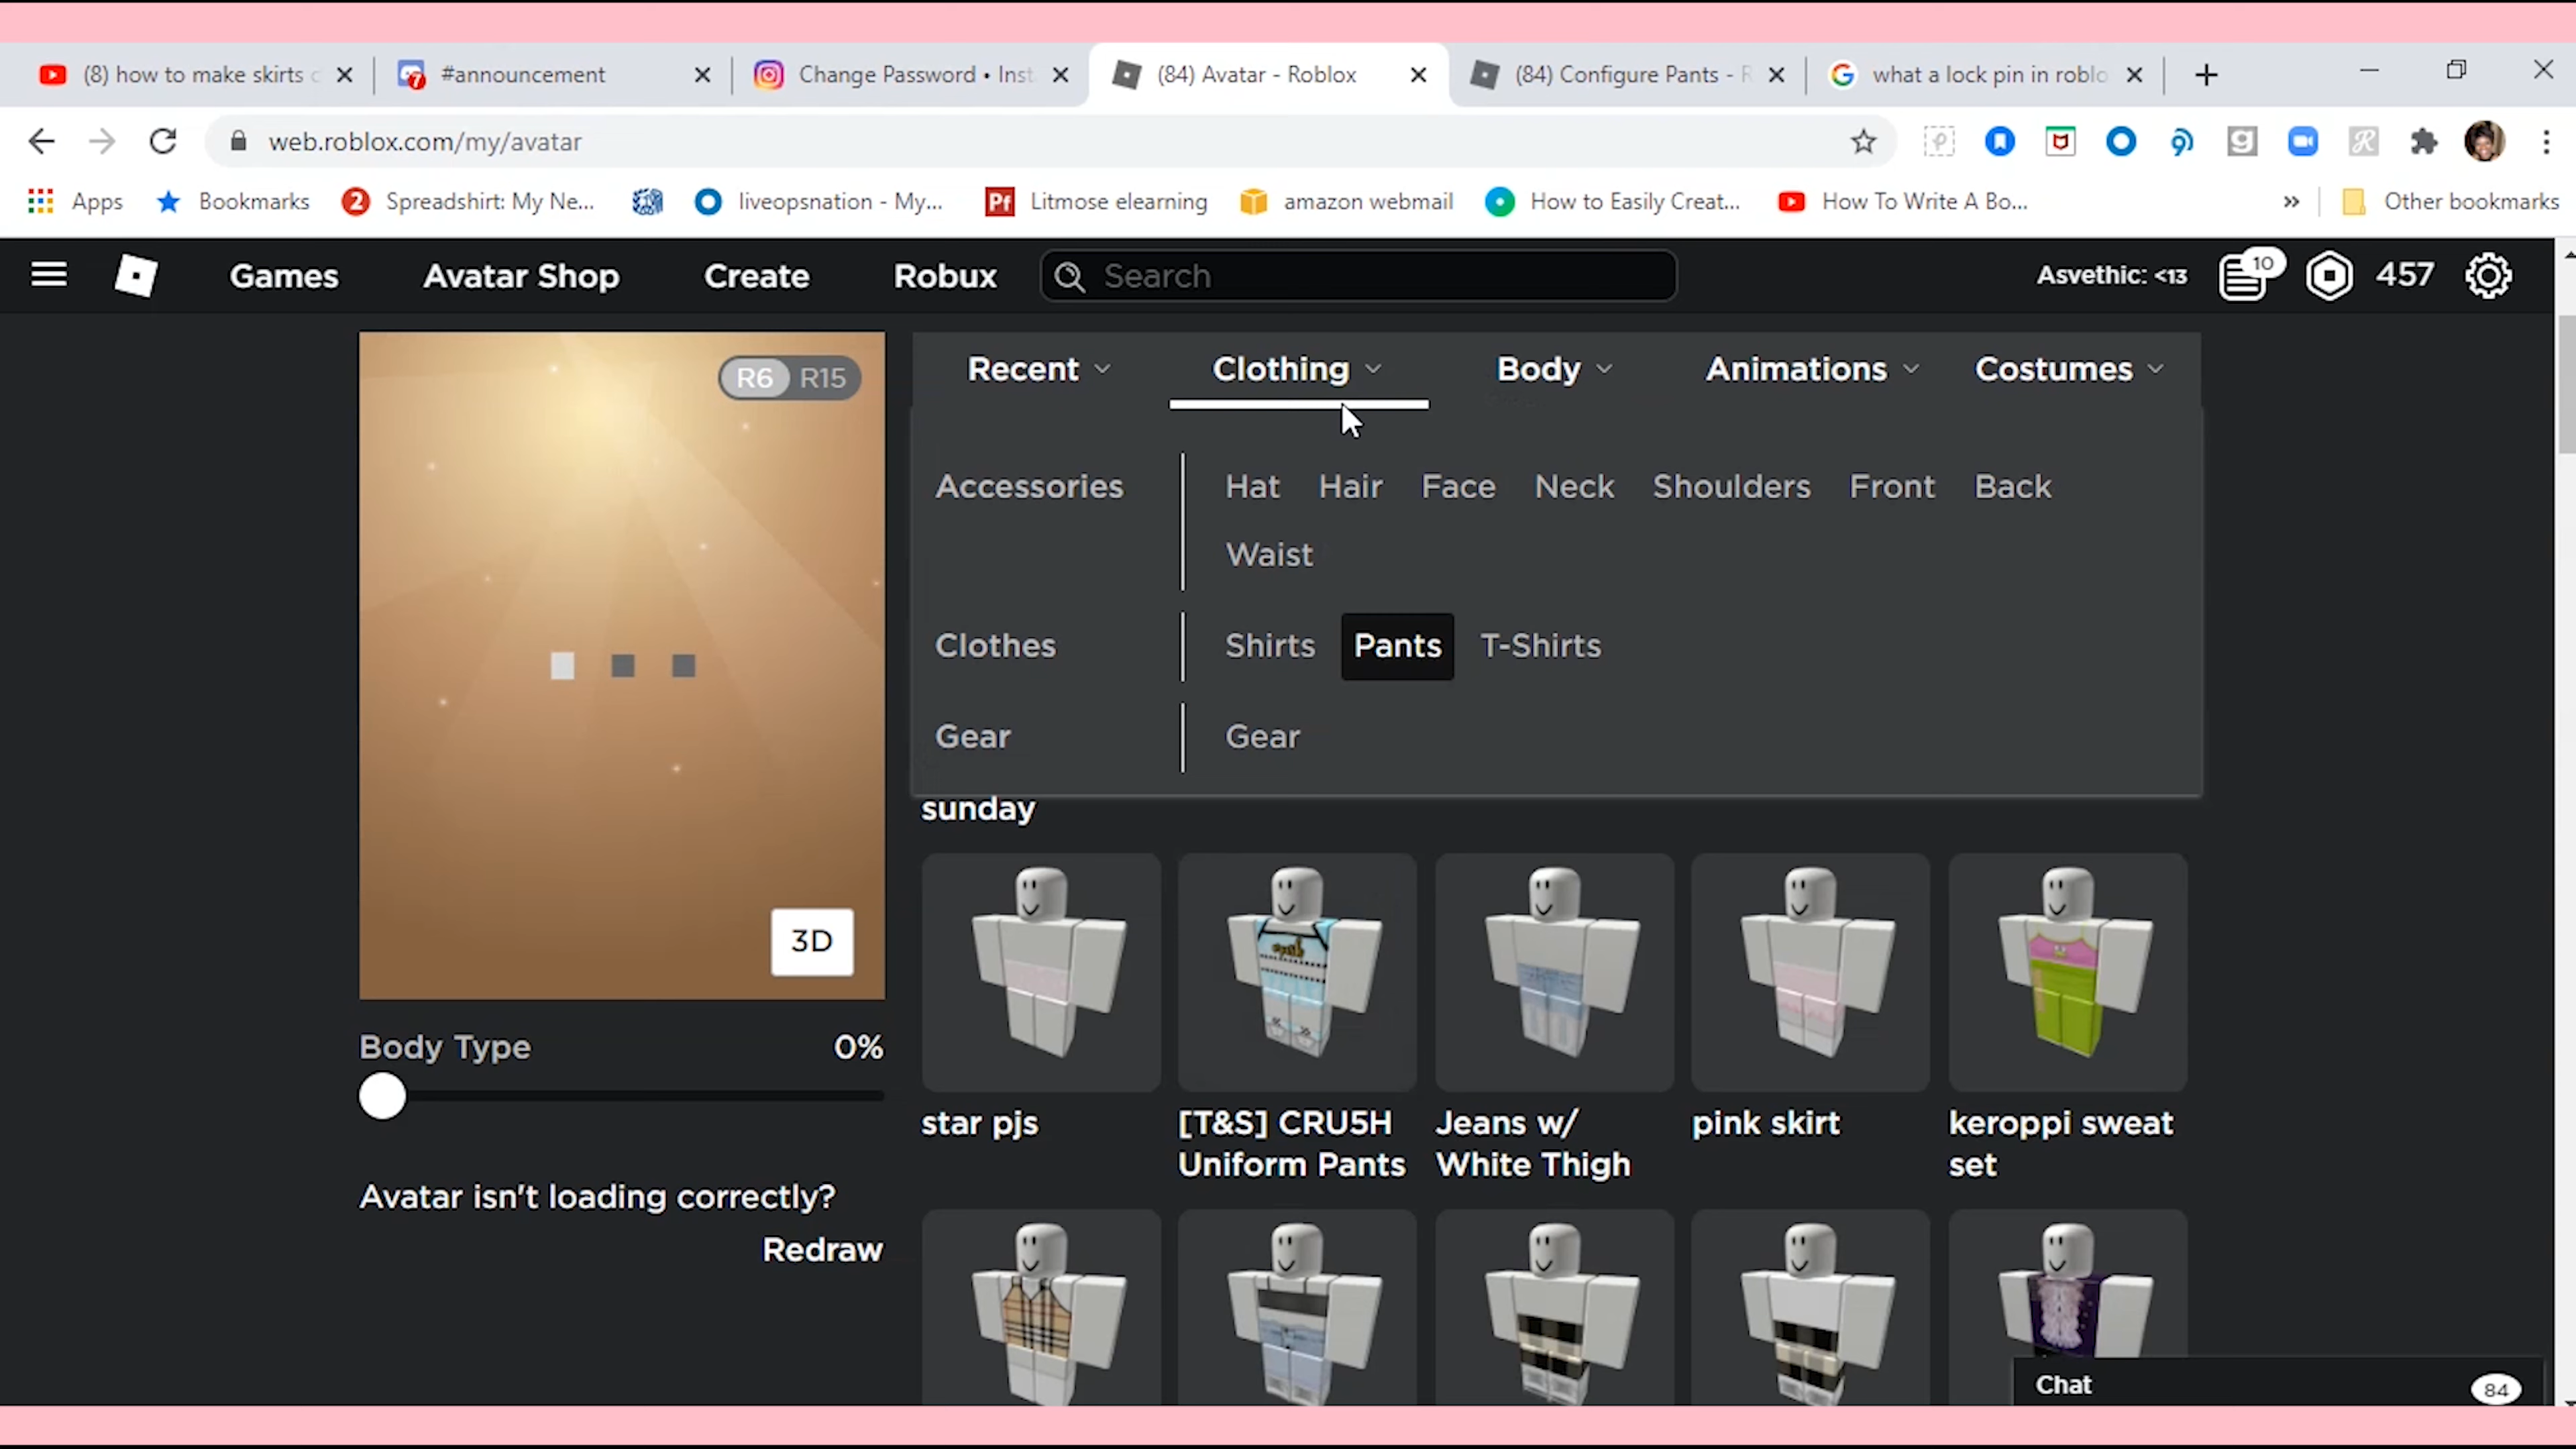 (8) how to make skirts
#announcement
Change Password • Inst
(84) Avatar - Roblox
(84) Configure Pants - R
what a lock pin in roblo
web.roblox.com/my/avatar
Apps
Bookmarks
Spreadshirt: My Ne...
liveopsnation - My...
Litmose elearning
amazon webmail
How to Easily Creat...
How To Write A Bo...
Other bookmarks
Games
Avatar Shop
Create
Robux
Search
Asvethic: <13
10
457
R6 R15
3D
Body Type 0%
Avatar isn't loading correctly?
Redraw
Recent
Clothing
Body
Animations
Costumes
Accessories
Hat Hair Face Neck Shoulders Front Back
Waist
Clothes
Shirts Pants T-Shirts
Gear
Gear
sunday
star pjs
[T&S] CRU5H
Uniform Pants
Jeans w/
White Thigh
pink skirt
keroppi sweat
set
Chat
84